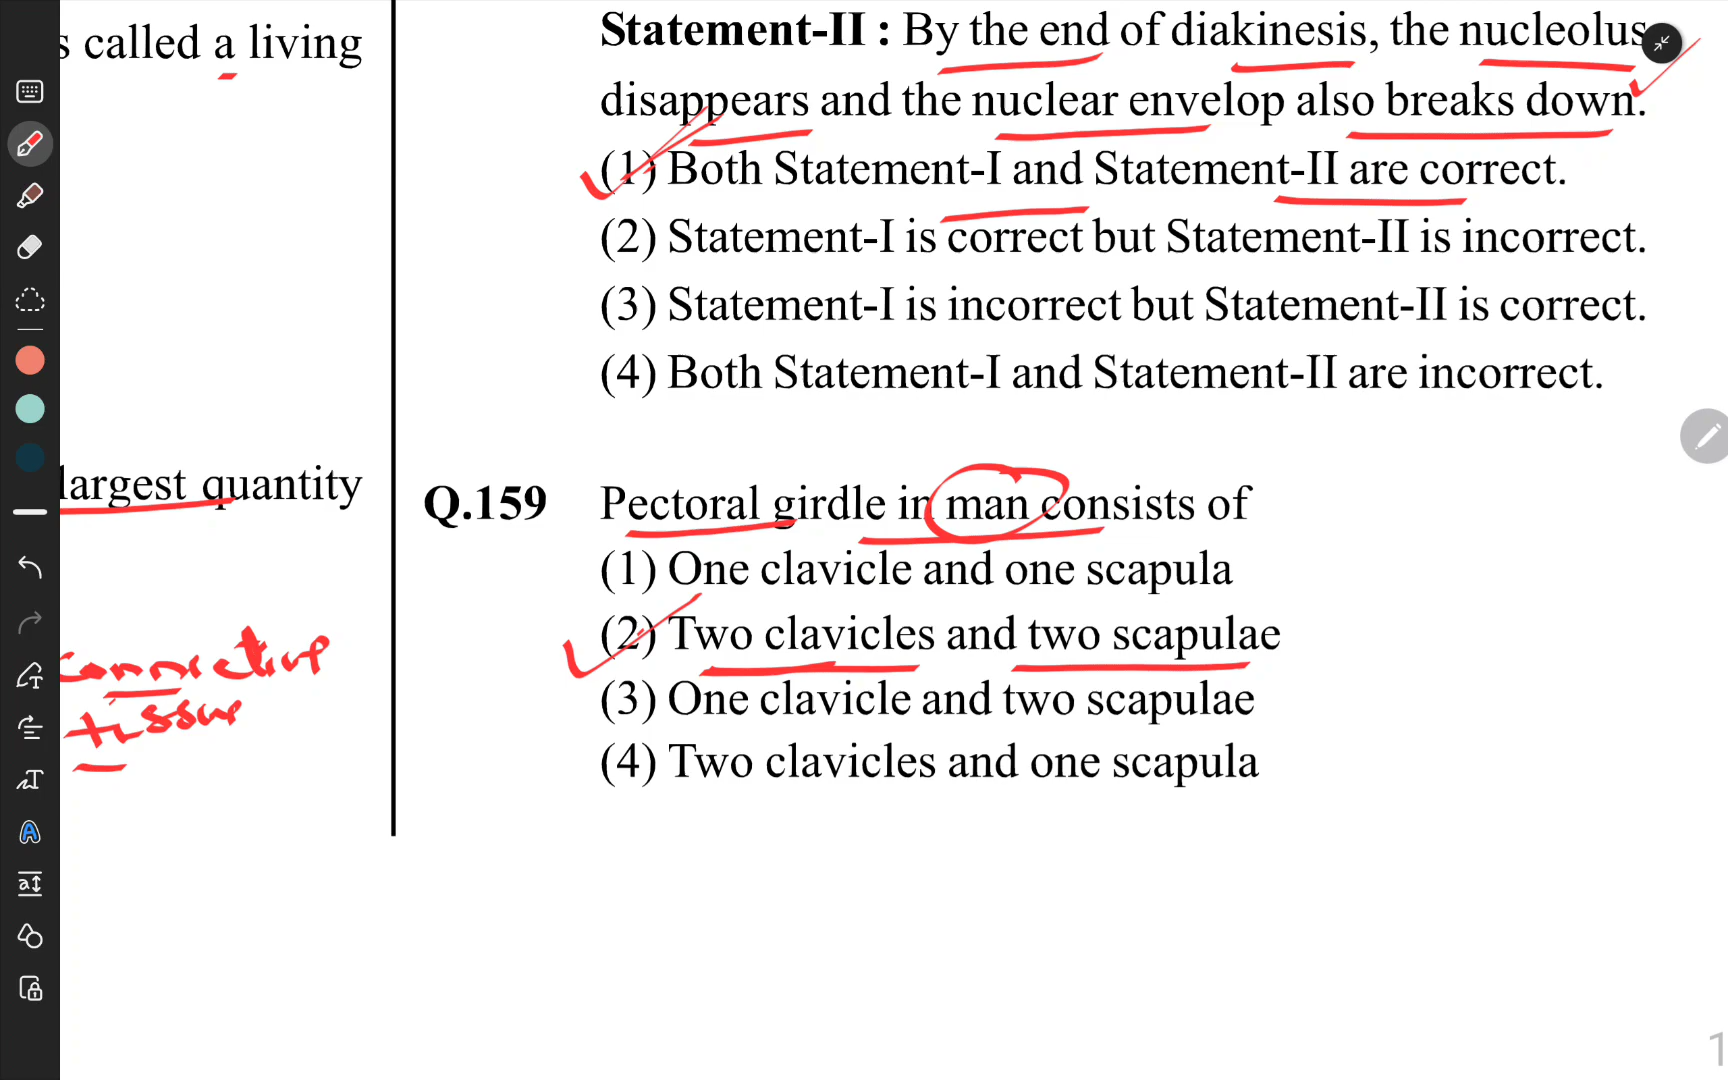 s called a living
largest quantity
connective
tissue
Statement-II : By the end of diakinesis, the nucleolus
disappears and the nuclear envelop also breaks down.
(1) Both Statement-I and Statement-II are correct.
(2) Statement-I is correct but Statement-II is incorrect.
(3) Statement-I is incorrect but Statement-II is correct.
(4) Both Statement-I and Statement-II are incorrect.
Q.159 Pectoral girdle in man consists of
(1) One clavicle and one scapula
(2) Two clavicles and two scapulae
(3) One clavicle and two scapulae
(4) Two clavicles and one scapula
1